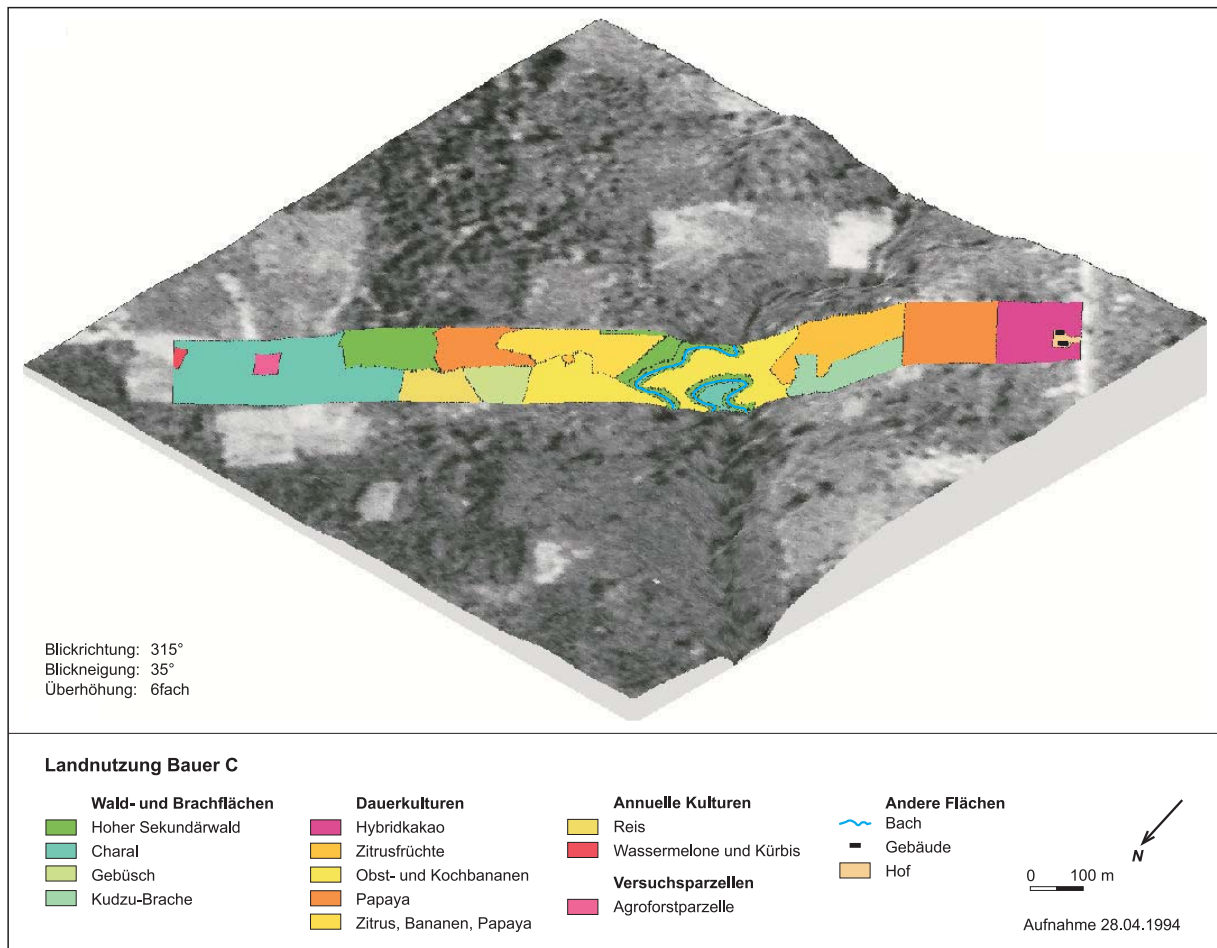 Blickrichtung: 315°
Blickneigung: 35°
Überhöhung: 6fach
Landnutzung Bauer C
Wald- und Brachflächen
Hoher Sekundärwald
Charal
Gebüsch
Kudzu-Brache
Dauerkulturen
Hybridkakao
Zitrusfrüchte
Obst- und Kochbananen
Papaya
Zitrus, Bananen, Papaya
Annuelle Kulturen
Reis
Wassermelone und Kürbis
Versuchsparzellen
Agroforstparzelle
Andere Flächen
Bach
Gebäude
Hof
N
0 100 m
Aufnahme 28.04.1994